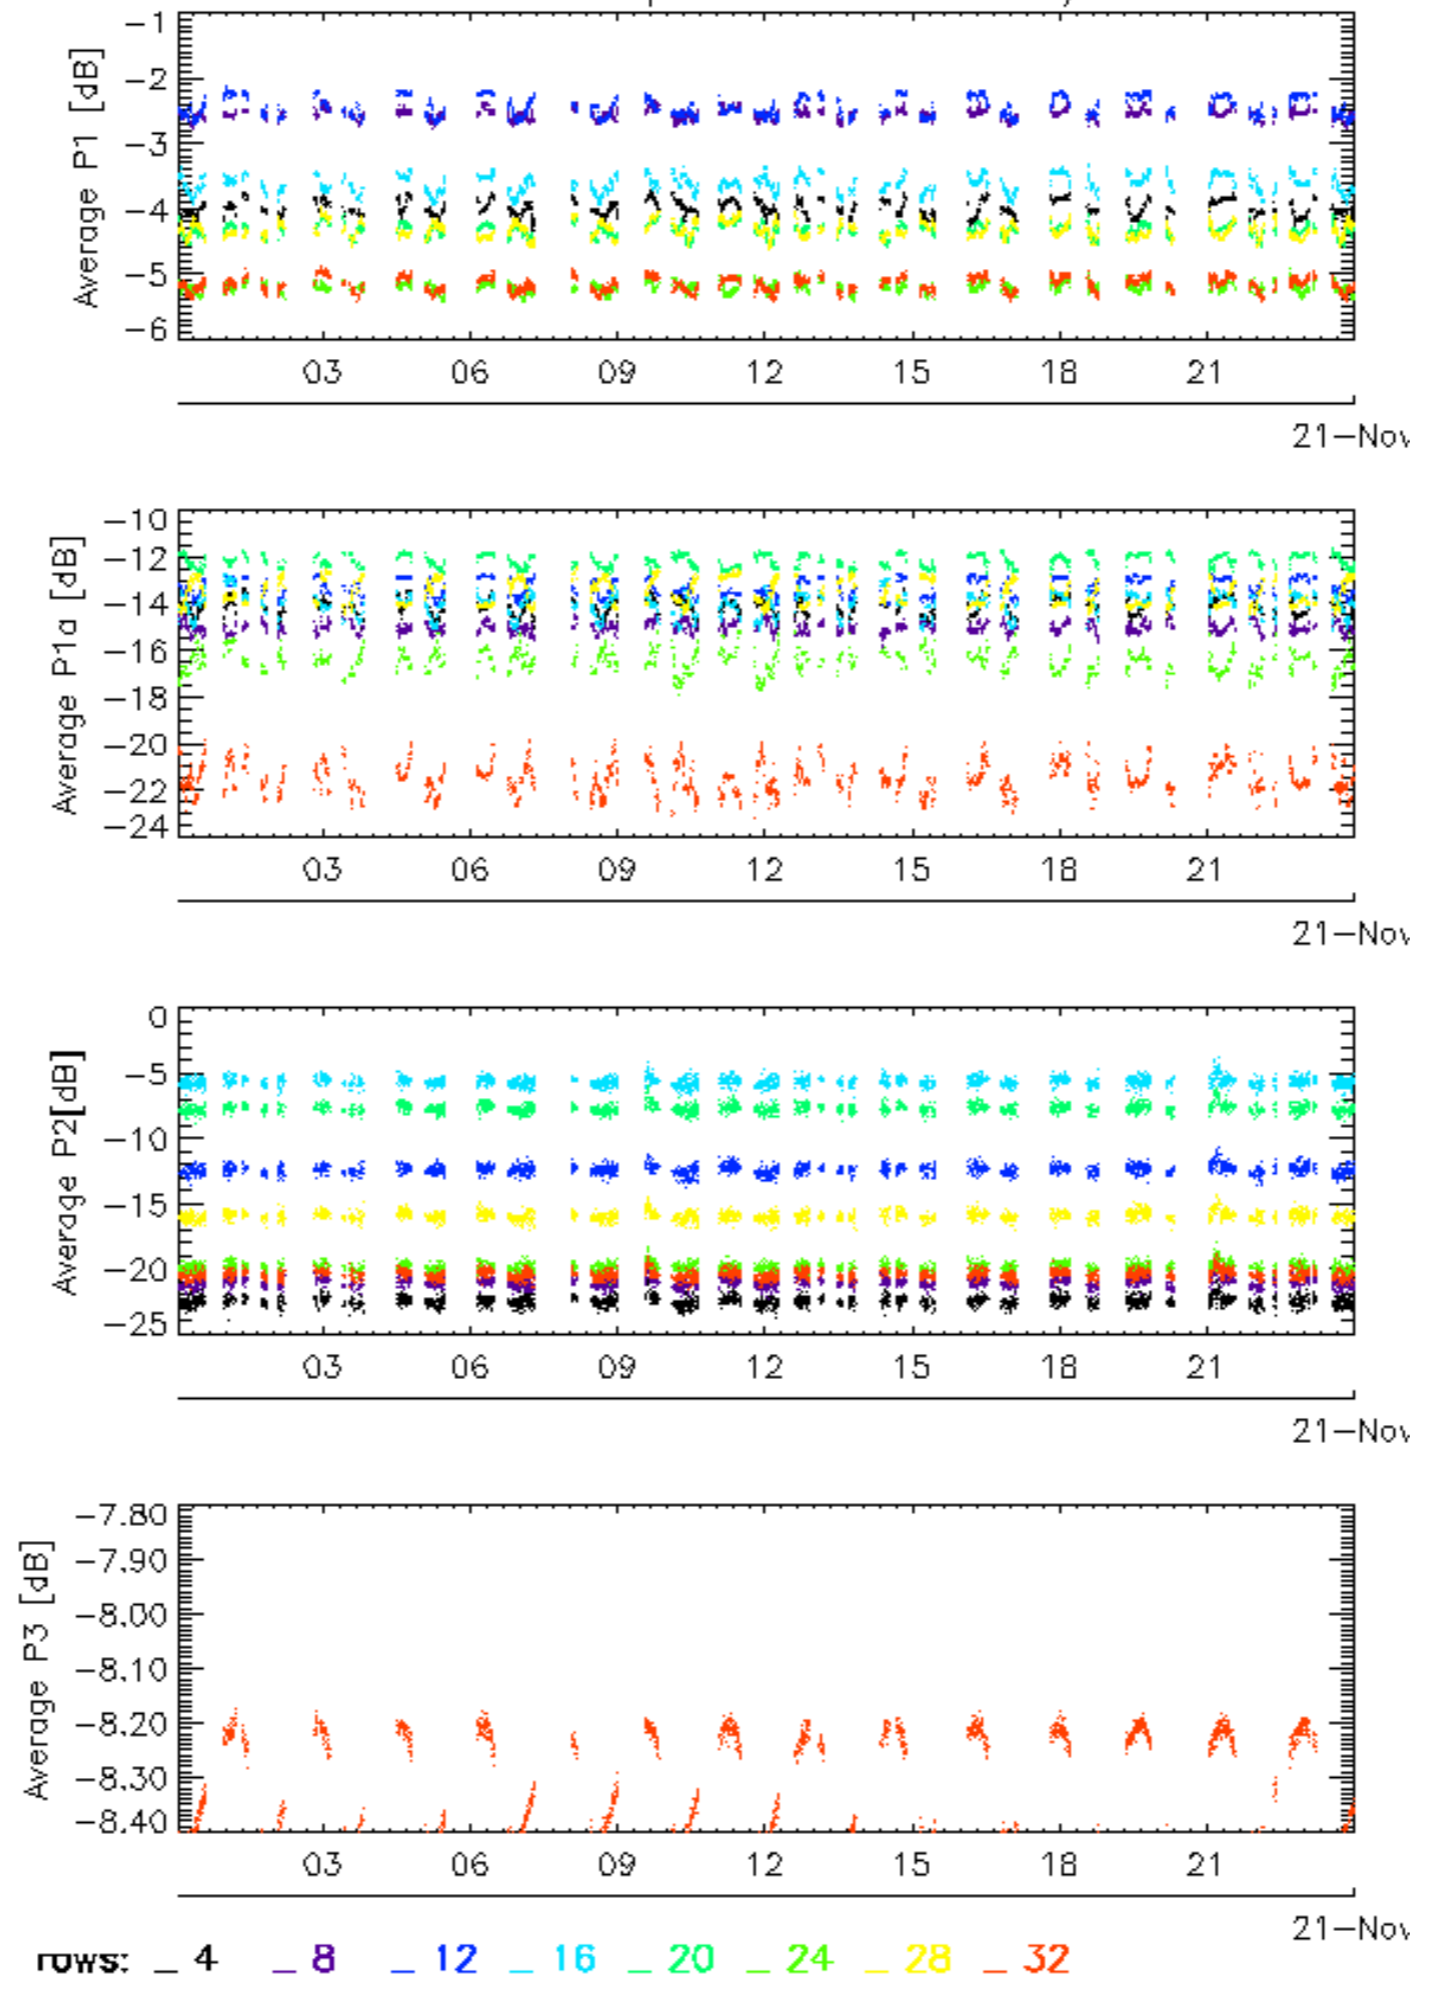 Average P1 [dB]
-1
-2
-3
-4
-5
-6
03 06 09 12 15 18 21
21-Nov
Average P1a [dB]
-10
-12
-14
-16
-18
-20
-22
-24
03 06 09 12 15 18 21
21-Nov
Average P2[dB]
0
-5
-10
-15
-20
-25
03 06 09 12 15 18 21
21-Nov
Average P3 [dB]
-7.80
-7.90
-8.00
-8.10
-8.20
-8.30
-8.40
03 06 09 12 15 18 21
21-Nov
rows: _ 4 _ 8 _ 12 _ 16 _ 20 _ 24 _ 28 _ 32